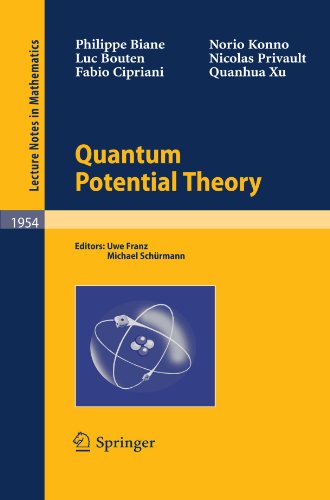 Philippe Biane
Luc Bouten
Fabio Cipriani
Norio Konno
Nicolas Privault
Quanhua Xu
Lecture Notes in Mathematics
1954
Quantum
Potential Theory
Editors: Uwe Franz
Michael Schürmann
Springer